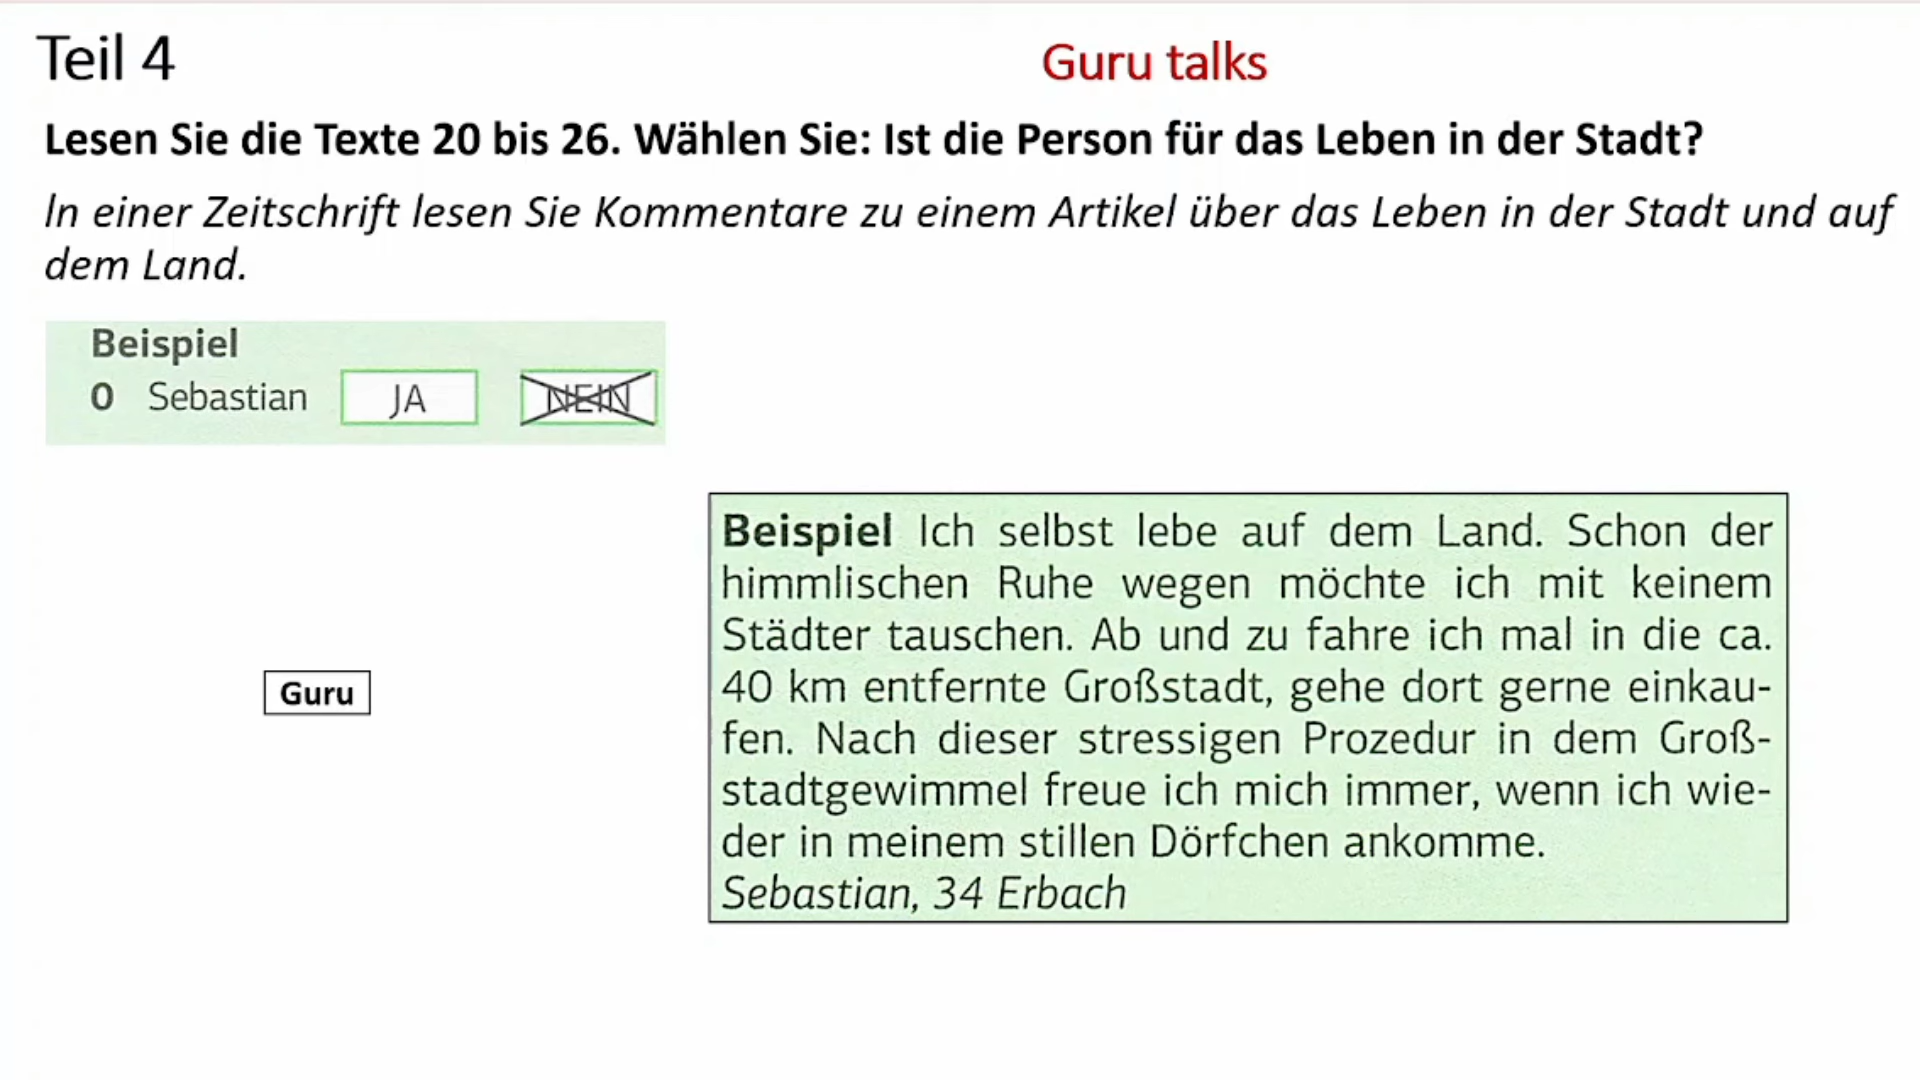 Teil 4
Guru talks
Lesen Sie die Texte 20 bis 26. Wählen Sie: Ist die Person für das Leben in der Stadt?
In einer Zeitschrift lesen Sie Kommentare zu einem Artikel über das Leben in der Stadt und auf
dem Land.
Beispiel
0 Sebastian JA NEIN
Guru
Beispiel Ich selbst lebe auf dem Land. Schon der
himmlischen Ruhe wegen möchte ich mit keinem
Städter tauschen. Ab und zu fahre ich mal in die ca.
40 km entfernte Großstadt, gehe dort gerne einkau-
fen. Nach dieser stressigen Prozedur in dem Groß-
stadtgewimmel freue ich mich immer, wenn ich wie-
der in meinem stillen Dörfchen ankomme.
Sebastian, 34 Erbach